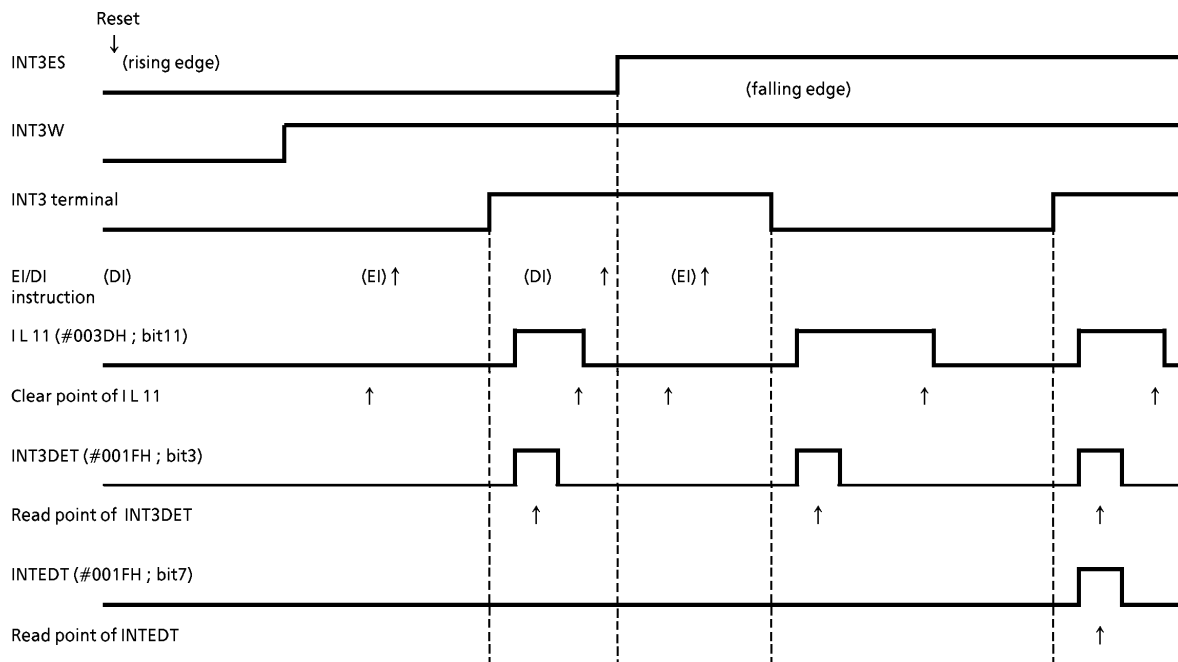 Reset
↓
INT3ES (rising edge)
(falling edge)
INT3W
INT3 terminal
EI/DI (DI) (EI)↑ (DI) ↑ (EI)↑
instruction
I L 11 (#003DH ; bit11)
Clear point of I L 11 ↑ ↑ ↑ ↑ ↑
INT3DET (#001FH ; bit3)
Read point of INT3DET ↑ ↑ ↑
INTEDT (#001FH ; bit7)
Read point of INTEDT ↑